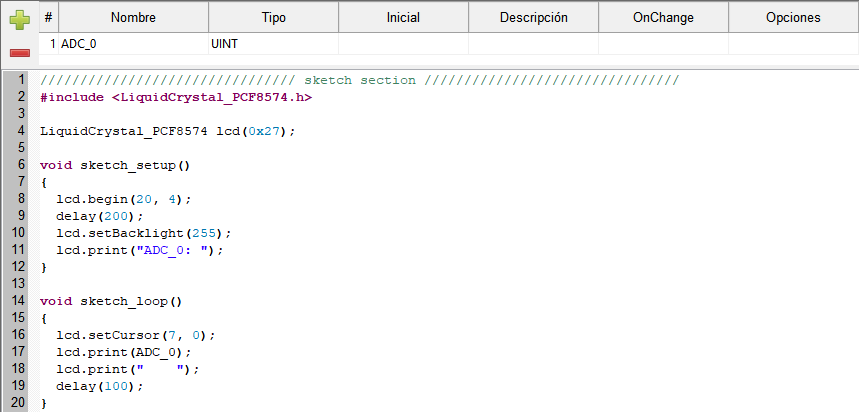 # Nombre Tipo Inicial Descripción OnChange Opciones
1 ADC_0 UINT
1 //////////////////////////////// sketch section ////////////////////////////////
2 #include <LiquidCrystal_PCF8574.h>
3
4 LiquidCrystal_PCF8574 lcd(0x27);
5
6 void sketch_setup()
7 {
8   lcd.begin(20, 4);
9   delay(200);
10   lcd.setBacklight(255);
11   lcd.print("ADC_0: ");
12 }
13
14 void sketch_loop()
15 {
16   lcd.setCursor(7, 0);
17   lcd.print(ADC_0);
18   lcd.print("    ");
19   delay(100);
20 }